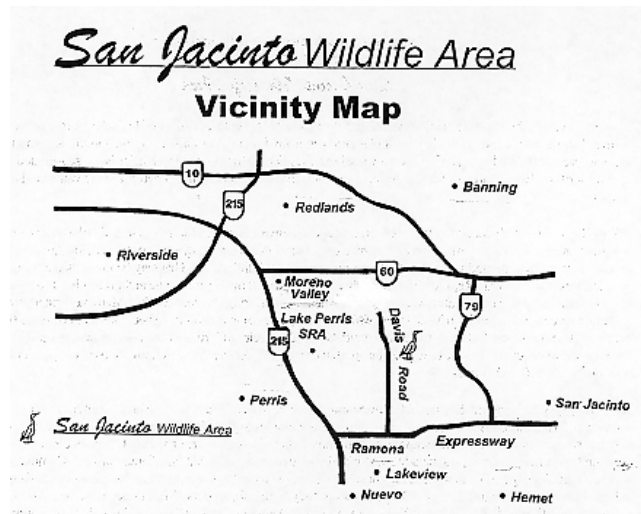 San Jacinto Wildlife Area
Vicinity Map
10
Banning
215
Redlands
Riverside
60
Moreno
Valley
79
Lake Perris
SRA
Davis Road
215
Perris
San Jacinto
San Jacinto Wildlife Area
Ramona Expressway
Lakeview
Nuevo
Hemet